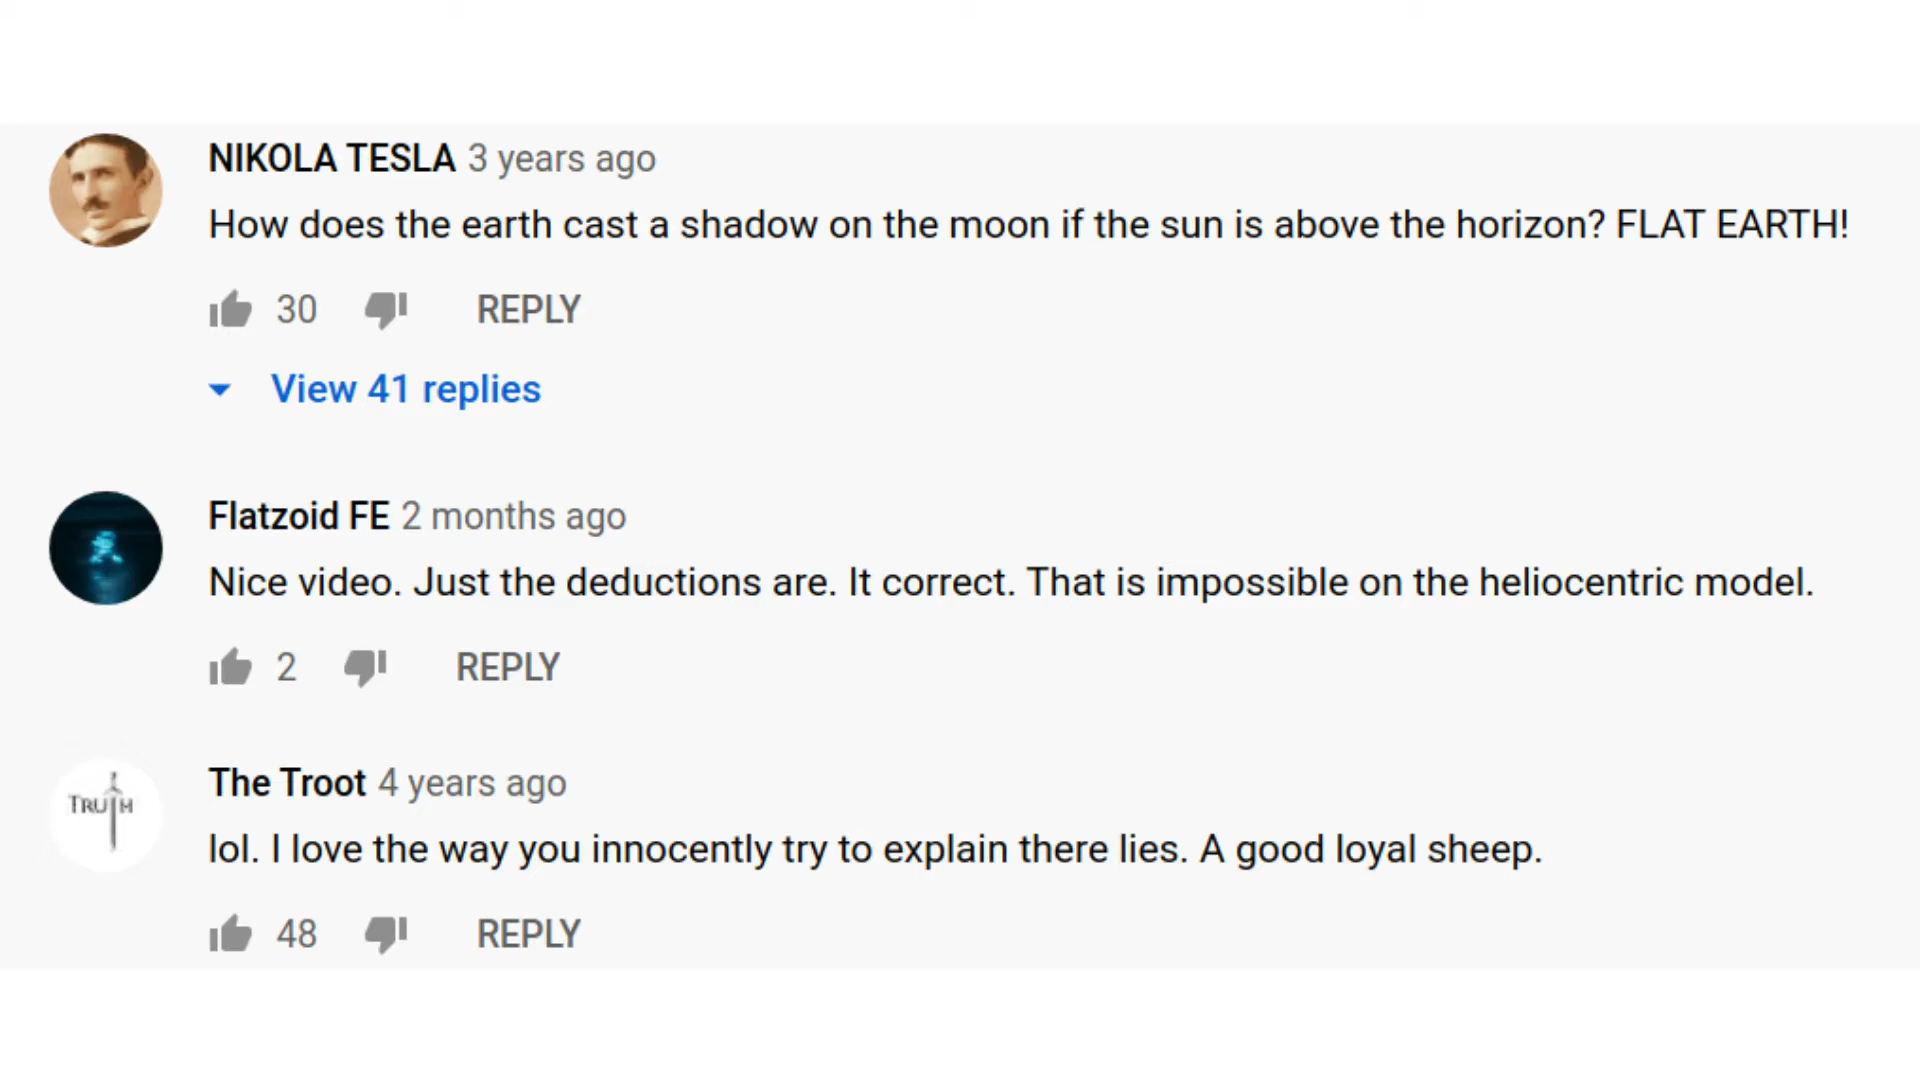 NIKOLA TESLA 3 years ago
How does the earth cast a shadow on the moon if the sun is above the horizon? FLAT EARTH!
30 REPLY
View 41 replies
Flatzoid FE 2 months ago
Nice video. Just the deductions are. It correct. That is impossible on the heliocentric model.
2 REPLY
TRUTH
The Troot 4 years ago
lol. I love the way you innocently try to explain there lies. A good loyal sheep.
48 REPLY